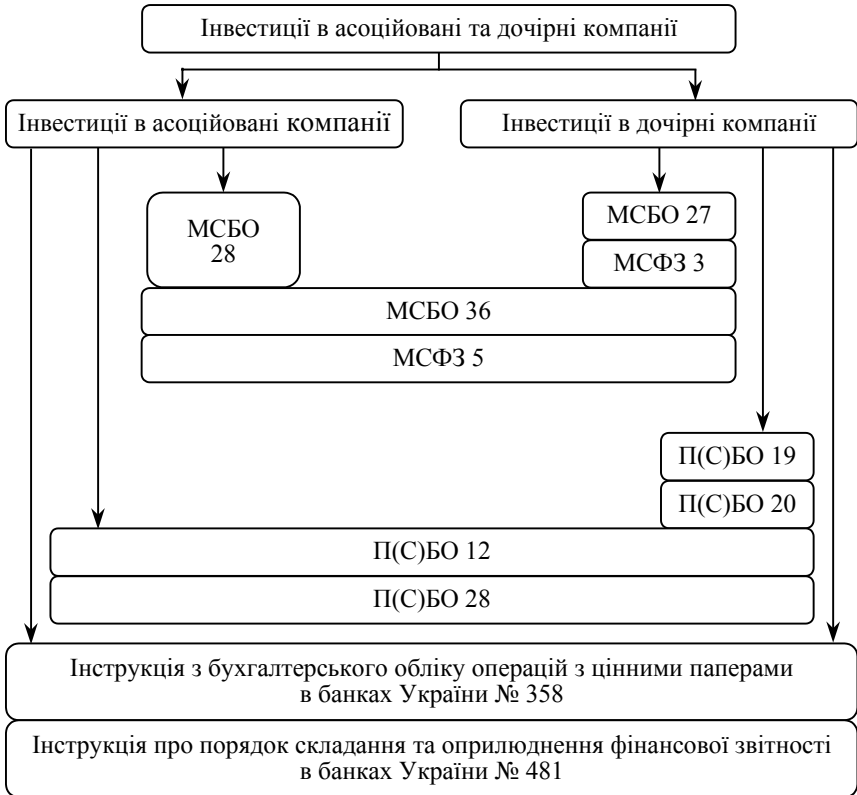 Інвестиції в асоційовані та дочірні компанії
Інвестиції в асоційовані компанії
Інвестиції в дочірні компанії
МСБО
28
МСБО 27
МСФЗ 3
МСБО 36
МСФЗ 5
П(С)БО 19
П(С)БО 20
П(С)БО 12
П(С)БО 28
Інструкція з бухгалтерського обліку операцій з цінними паперами
в банках України № 358
Інструкція про порядок складання та оприлюднення фінансової звітності
в банках України № 481